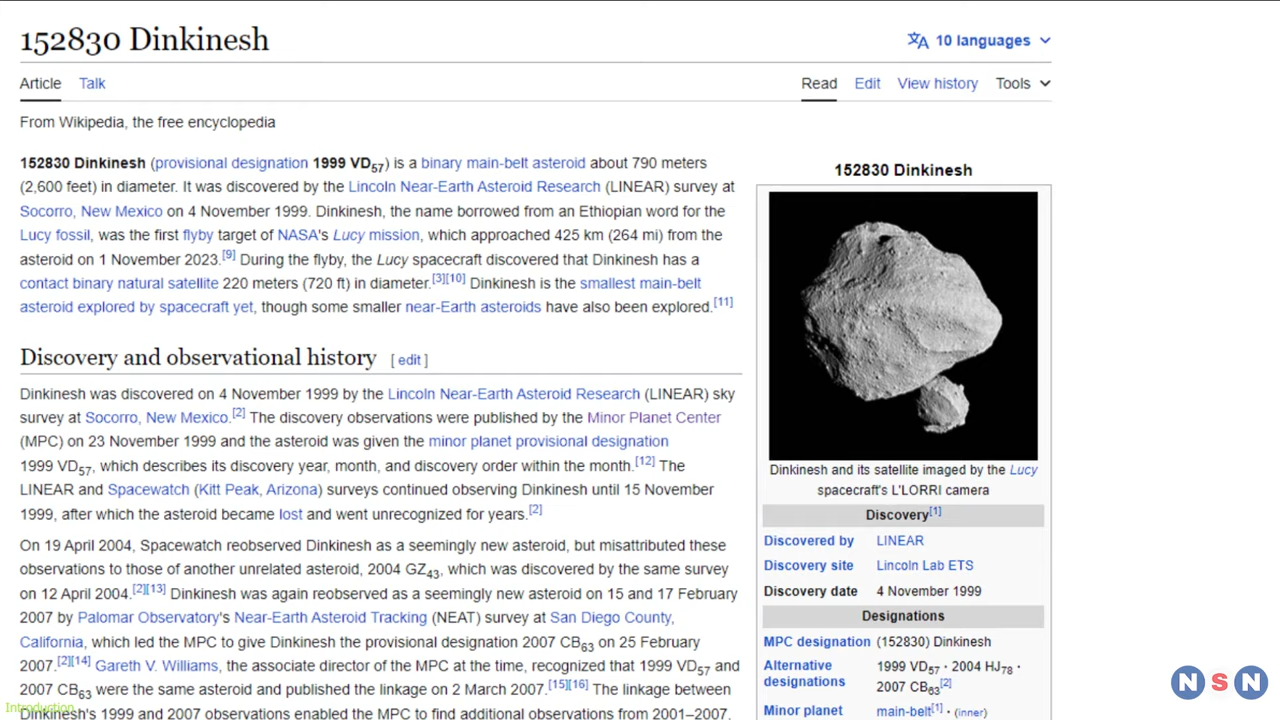 152830 Dinkinesh
10 languages
Article Talk
Read Edit View history Tools
From Wikipedia, the free encyclopedia
152830 Dinkinesh (provisional designation 1999 VD57) is a binary main-belt asteroid about 790 meters
(2,600 feet) in diameter. It was discovered by the Lincoln Near-Earth Asteroid Research (LINEAR) survey at
Socorro, New Mexico on 4 November 1999. Dinkinesh, the name borrowed from an Ethiopian word for the
Lucy fossil, was the first flyby target of NASA's Lucy mission, which approached 425 km (264 mi) from the
asteroid on 1 November 2023.[9] During the flyby, the Lucy spacecraft discovered that Dinkinesh has a
contact binary natural satellite 220 meters (720 ft) in diameter.[3][10] Dinkinesh is the smallest main-belt
asteroid explored by spacecraft yet, though some smaller near-Earth asteroids have also been explored.[11]
Discovery and observational history [ edit ]
Dinkinesh was discovered on 4 November 1999 by the Lincoln Near-Earth Asteroid Research (LINEAR) sky
survey at Socorro, New Mexico.[2] The discovery observations were published by the Minor Planet Center
(MPC) on 23 November 1999 and the asteroid was given the minor planet provisional designation
1999 VD57, which describes its discovery year, month, and discovery order within the month.[12] The
LINEAR and Spacewatch (Kitt Peak, Arizona) surveys continued observing Dinkinesh until 15 November
1999, after which the asteroid became lost and went unrecognized for years.[2]
On 19 April 2004, Spacewatch reobserved Dinkinesh as a seemingly new asteroid, but misattributed these
observations to those of another unrelated asteroid, 2004 GZ43, which was discovered by the same survey
on 12 April 2004.[2][13] Dinkinesh was again reobserved as a seemingly new asteroid on 15 and 17 February
2007 by Palomar Observatory's Near-Earth Asteroid Tracking (NEAT) survey at San Diego County,
California, which led the MPC to give Dinkinesh the provisional designation 2007 CB63 on 25 February
2007.[2][14] Gareth V. Williams, the associate director of the MPC at the time, recognized that 1999 VD57 and
2007 CB63 were the same asteroid and published the linkage on 2 March 2007.[15][16] The linkage between
Dinkinesh's 1999 and 2007 observations enabled the MPC to find additional observations from 2001–2007.
Introduction
152830 Dinkinesh
Dinkinesh and its satellite imaged by the Lucy
spacecraft's L'LORRI camera
Discovery[1]
Discovered by LINEAR
Discovery site Lincoln Lab ETS
Discovery date 4 November 1999
Designations
MPC designation (152830) Dinkinesh
Alternative designations 1999 VD57 · 2004 HJ78 ·
2007 CB63[2]
Minor planet main-belt[1] · (inner)
N S N